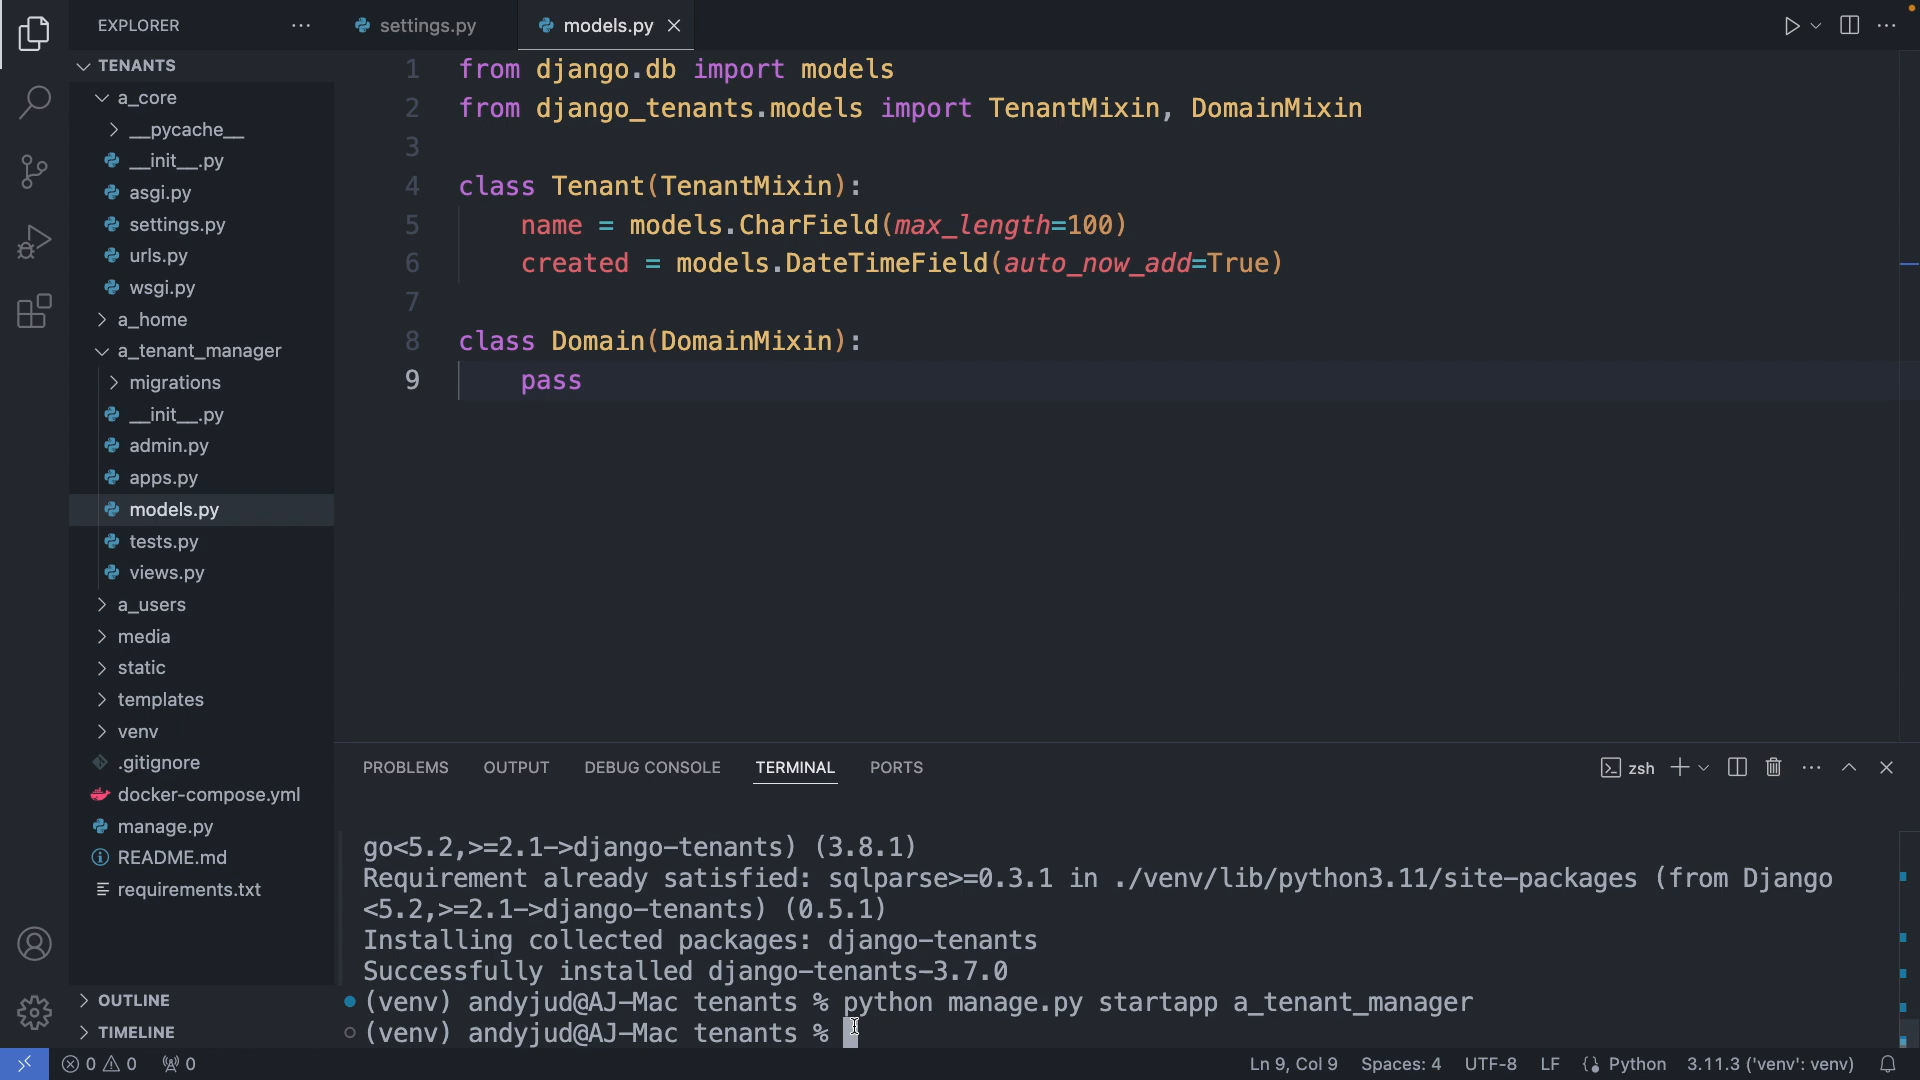 EXPLORER
settings.py
models.py
TENANTS
a_core
__pycache__
__init__.py
asgi.py
settings.py
urls.py
wsgi.py
a_home
a_tenant_manager
migrations
__init__.py
admin.py
apps.py
models.py
tests.py
views.py
a_users
media
static
templates
venv
.gitignore
docker-compose.yml
manage.py
README.md
requirements.txt
OUTLINE
TIMELINE
1 from django.db import models
2 from django_tenants.models import TenantMixin, DomainMixin
3
4 class Tenant(TenantMixin):
5 name = models.CharField(max_length=100)
6 created = models.DateTimeField(auto_now_add=True)
7
8 class Domain(DomainMixin):
9 pass
PROBLEMS OUTPUT DEBUG CONSOLE TERMINAL PORTS
zsh
go<5.2,>=2.1->django-tenants) (3.8.1)
Requirement already satisfied: sqlparse>=0.3.1 in ./venv/lib/python3.11/site-packages (from Django
<5.2,>=2.1->django-tenants) (0.5.1)
Installing collected packages: django-tenants
Successfully installed django-tenants-3.7.0
(venv) andyjud@AJ-Mac tenants % python manage.py startapp a_tenant_manager
(venv) andyjud@AJ-Mac tenants %
0 0 0
Ln 9, Col 9 Spaces: 4 UTF-8 LF {} Python 3.11.3 ('venv': venv)